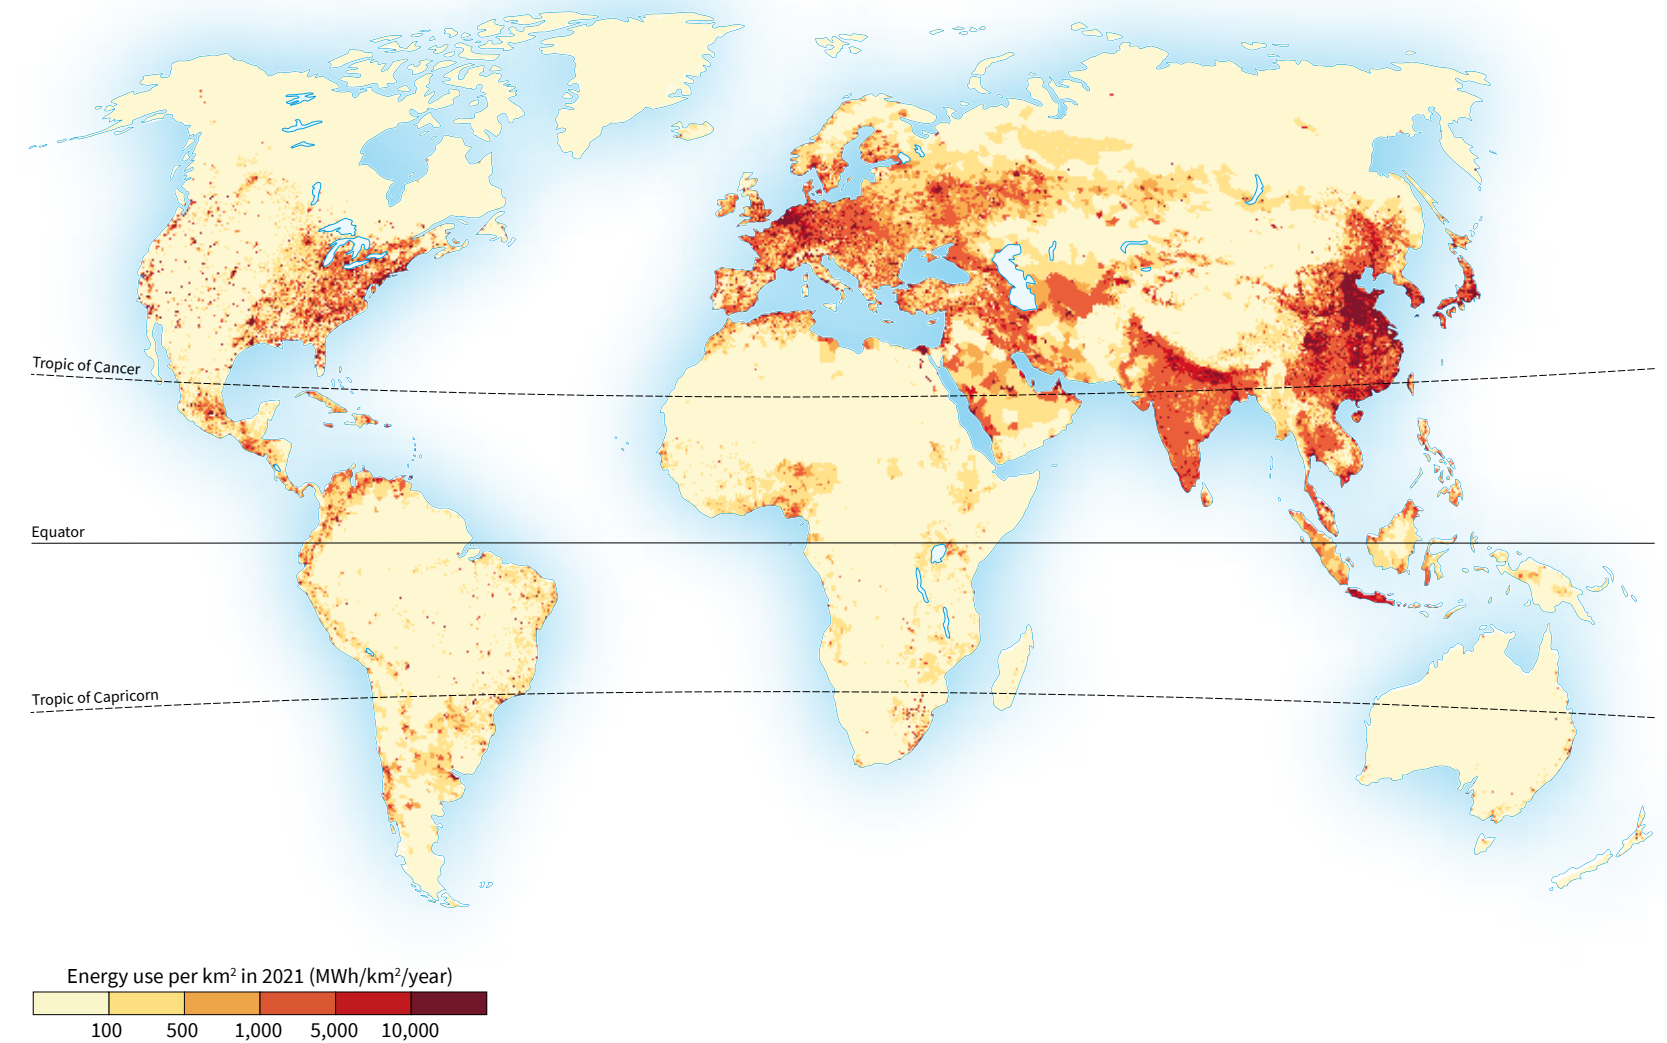 Tropic of Cancer
Equator
Tropic of Capricorn
Energy use per km² in 2021 (MWh/km²/year)
100 500 1,000 5,000 10,000